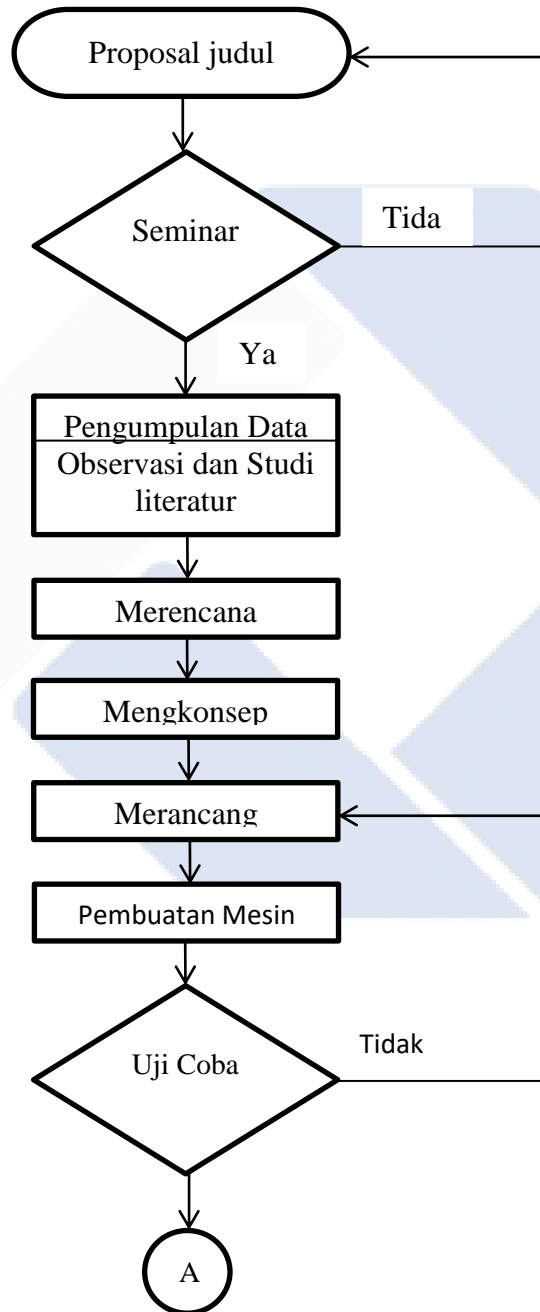 Proposal judul
Seminar
Tida
Ya
Pengumpulan Data
Observasi dan Studi
literatur
Merencana
Mengkonsep
Merancang
Pembuatan Mesin
Uji Coba
Tidak
A